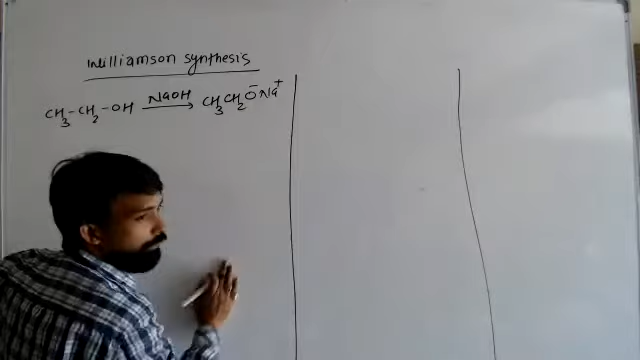 Williamson synthesis
CH₃-CH₂-OH —NaOH→ CH₃CH₂O⁻Na⁺